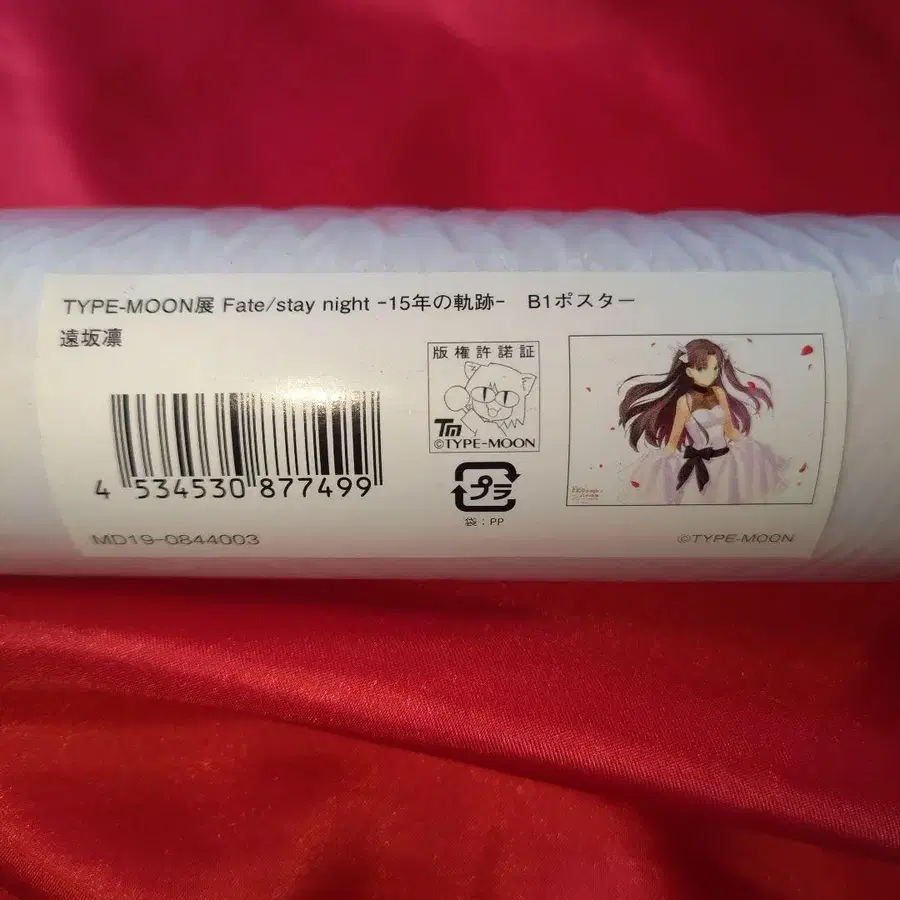 TYPE-MOON展 Fate/stay night -15年の軌跡-　B1ポスター
遠坂凛
版権許諾証
TM
©TYPE-MOON
4 534530 877499
プラ
袋：PP
MD19-0844003
©TYPE-MOON